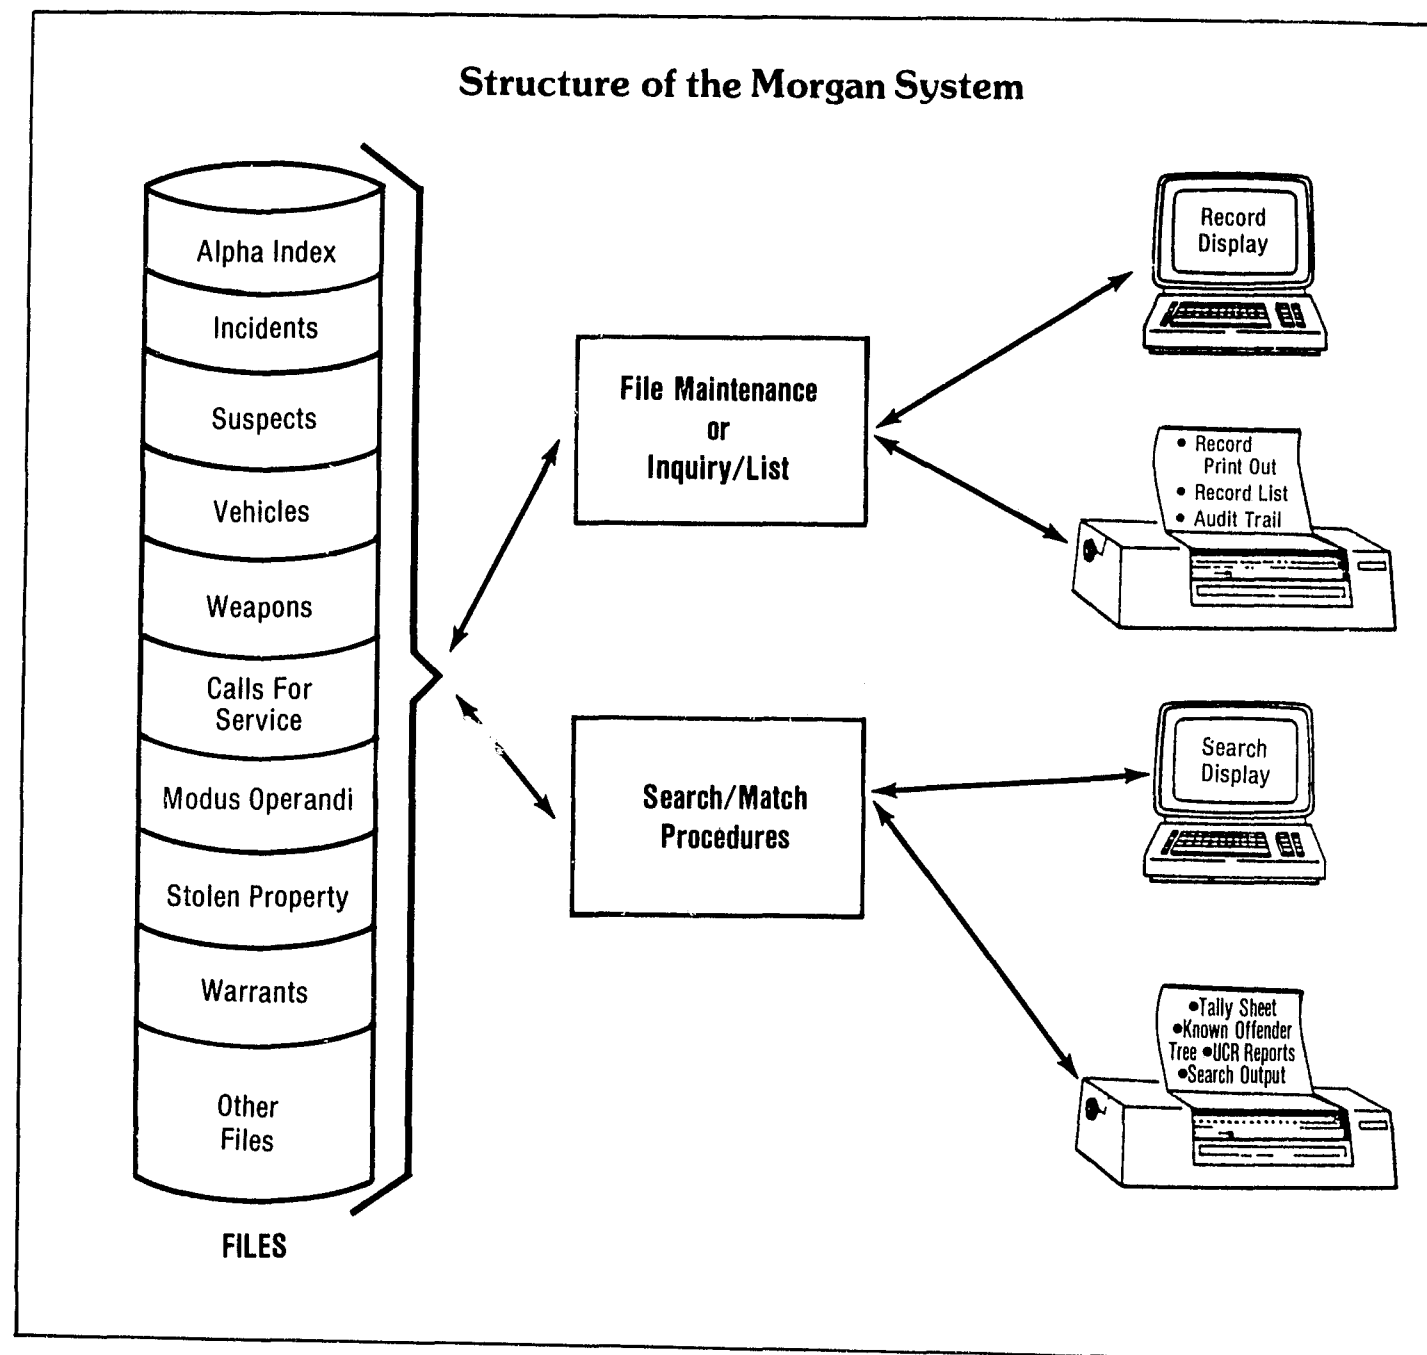 Structure of the Morgan System
Alpha Index
Incidents
Suspects
Vehicles
Weapons
Calls For
Service
Modus Operandi
Stolen Property
Warrants
Other
Files
FILES
File Maintenance
or
Inquiry/List
Search/Match
Procedures
Record
Display
• Record
Print Out
• Record List
• Audit Trail
Search
Display
•Tally Sheet
•Known Offender
Tree •UCR Reports
•Search Output